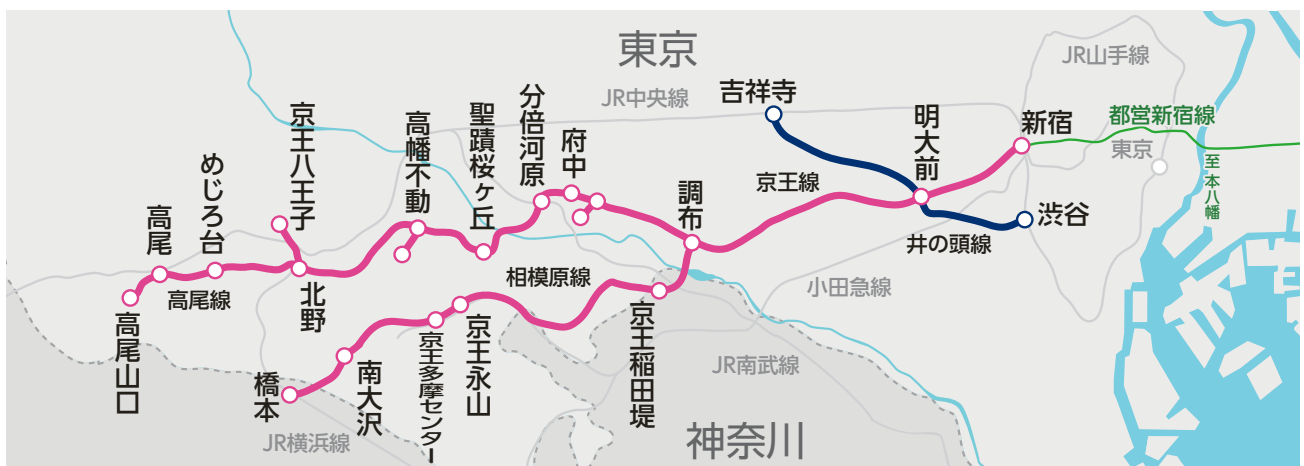 東京
JR山手線
JR中央線
吉祥寺
明大前
新宿
都営新宿線
東京
至 本八幡
渋谷
井の頭線
京王線
調布
府中
分倍河原
聖蹟桜ヶ丘
高幡不動
京王八王子
めじろ台
高尾
高尾線
高尾山口
北野
相模原線
小田急線
京王稲田堤
京王永山
京王多摩センター
南大沢
橋本
JR横浜線
JR南武線
神奈川